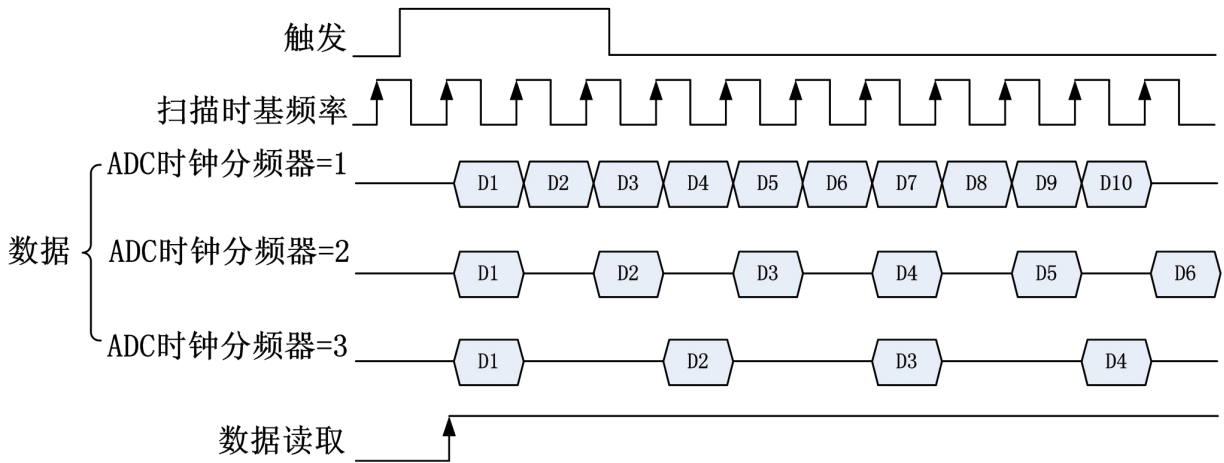 触发
扫描时基频率
ADC时钟分频器=1
D1 D2 D3 D4 D5 D6 D7 D8 D9 D10
数据
ADC时钟分频器=2
D1 D2 D3 D4 D5 D6
ADC时钟分频器=3
D1 D2 D3 D4
数据读取